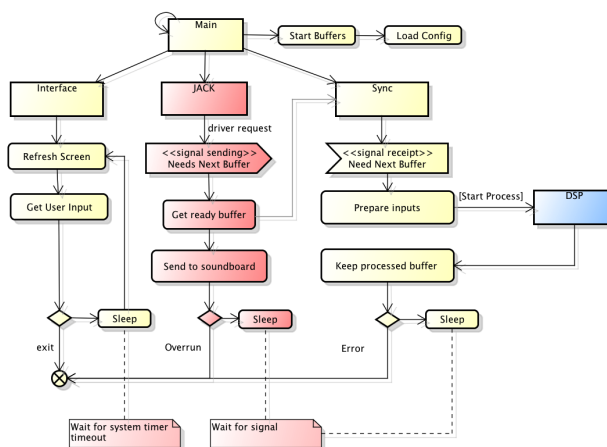 Main
Start Buffers
Load Config
Interface
JACK
Sync
driver request
Refresh Screen
<<signal sending>>
Needs Next Buffer
<<signal receipt>>
Need Next Buffer
Get User Input
Get ready buffer
Prepare inputs
[Start Process]
DSP
Send to soundboard
Keep processed buffer
Sleep
Sleep
Sleep
exit
Overrun
Error
Wait for system timer
timeout
Wait for signal